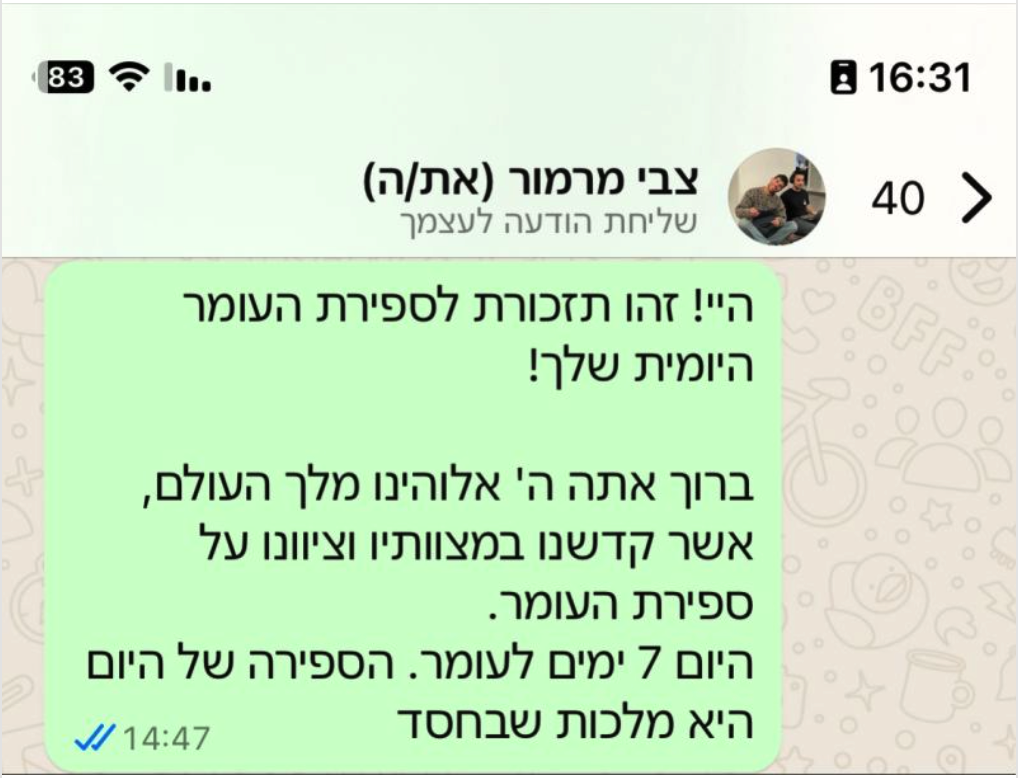 83
16:31
40
צבי מרמור (את/ה)
שליחת הודעה לעצמך
היי! זהו תזכורת לספירת העומר
היומית שלך!
ברוך אתה ה' אלוהינו מלך העולם,
אשר קדשנו במצוותיו וציוונו על
ספירת העומר.
היום 7 ימים לעומר. הספירה של היום
היא מלכות שבחסד
14:47
BFF